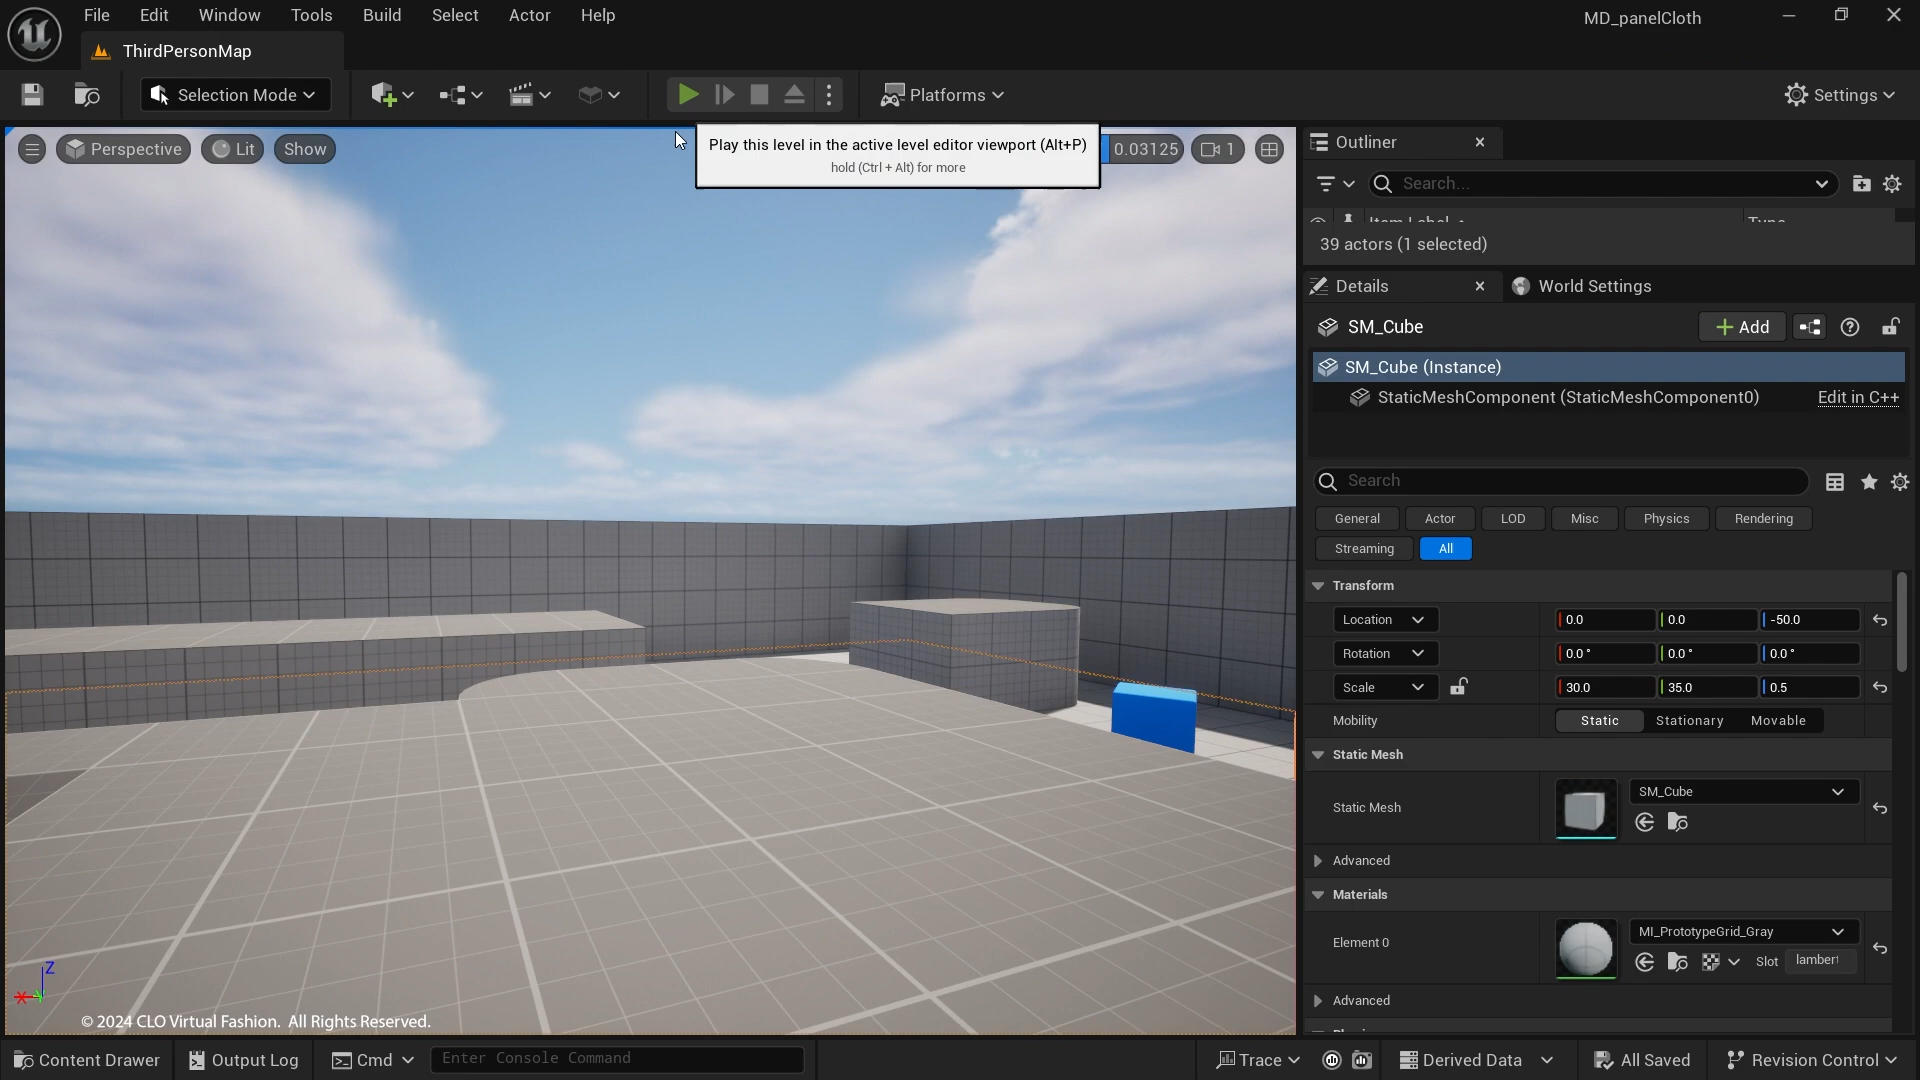 File Edit Window Tools Build Select Actor Help
MD_panelCloth
ThirdPersonMap
Selection Mode
Platforms
Settings
Perspective
Lit
Show
Play this level in the active level editor viewport (Alt+P)
hold (Ctrl + Alt) for more
0.03125
1
Outliner
Search...
Item Label
Type
39 actors (1 selected)
Details
World Settings
SM_Cube
Add
SM_Cube (Instance)
StaticMeshComponent (StaticMeshComponent0)
Edit in C++
Search
General Actor LOD Misc Physics Rendering
Streaming All
Transform
Location 0.0 0.0 -50.0
Rotation 0.0 ° 0.0 ° 0.0 °
Scale 30.0 35.0 0.5
Mobility Static Stationary Movable
Static Mesh
Static Mesh
SM_Cube
Advanced
Materials
Element 0
MI_PrototypeGrid_Gray
Slot lambert
Advanced
Z
X
© 2024 CLO Virtual Fashion. All Rights Reserved.
Content Drawer
Output Log
Cmd
Enter Console Command
Trace
Derived Data
All Saved
Revision Control